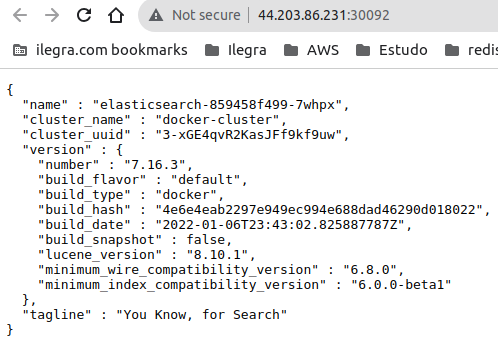 Not secure | 44.203.86.231:30092
ilegra.com bookmarks Ilegra AWS Estudo redis
{
  "name" : "elasticsearch-859458f499-7whpx",
  "cluster_name" : "docker-cluster",
  "cluster_uuid" : "3-xGE4qvR2KasJFf9kf9uw",
  "version" : {
    "number" : "7.16.3",
    "build_flavor" : "default",
    "build_type" : "docker",
    "build_hash" : "4e6e4eab2297e949ec994e688dad46290d018022",
    "build_date" : "2022-01-06T23:43:02.825887787Z",
    "build_snapshot" : false,
    "lucene_version" : "8.10.1",
    "minimum_wire_compatibility_version" : "6.8.0",
    "minimum_index_compatibility_version" : "6.0.0-beta1"
  },
  "tagline" : "You Know, for Search"
}